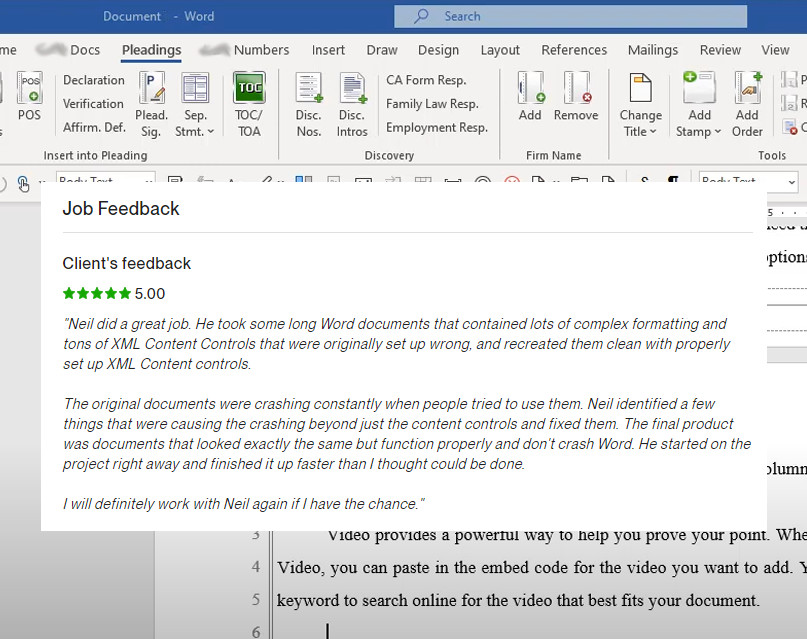 Document - Word
Search
me Docs Pleadings Numbers Insert Draw Design Layout References Mailings Review View
POS
POS
Declaration
Verification
Affirm. Def.
P
Plead.
Sig.
Sep.
Stmt.
TOC
TOC/
TOA
Disc.
Nos.
Disc.
Intros
CA Form Resp.
Family Law Resp.
Employment Resp.
Add
Remove
Change
Title
Add
Stamp
Add
Order
Insert into Pleading
Discovery
Firm Name
Tools
Body Text
Body Text
5
Job Feedback
Client's feedback
5.00
"Neil did a great job. He took some long Word documents that contained lots of complex formatting and
tons of XML Content Controls that were originally set up wrong, and recreated them clean with properly
set up XML Content controls.
The original documents were crashing constantly when people tried to use them. Neil identified a few
things that were causing the crashing beyond just the content controls and fixed them. The final product
was documents that looked exactly the same but function properly and don't crash Word. He started on the
project right away and finished it up faster than I thought could be done.
I will definitely work with Neil again if I have the chance."
ptions
olumn
3 Video provides a powerful way to help you prove your point. Whe
4 Video, you can paste in the embed code for the video you want to add. Y
5 keyword to search online for the video that best fits your document.
6